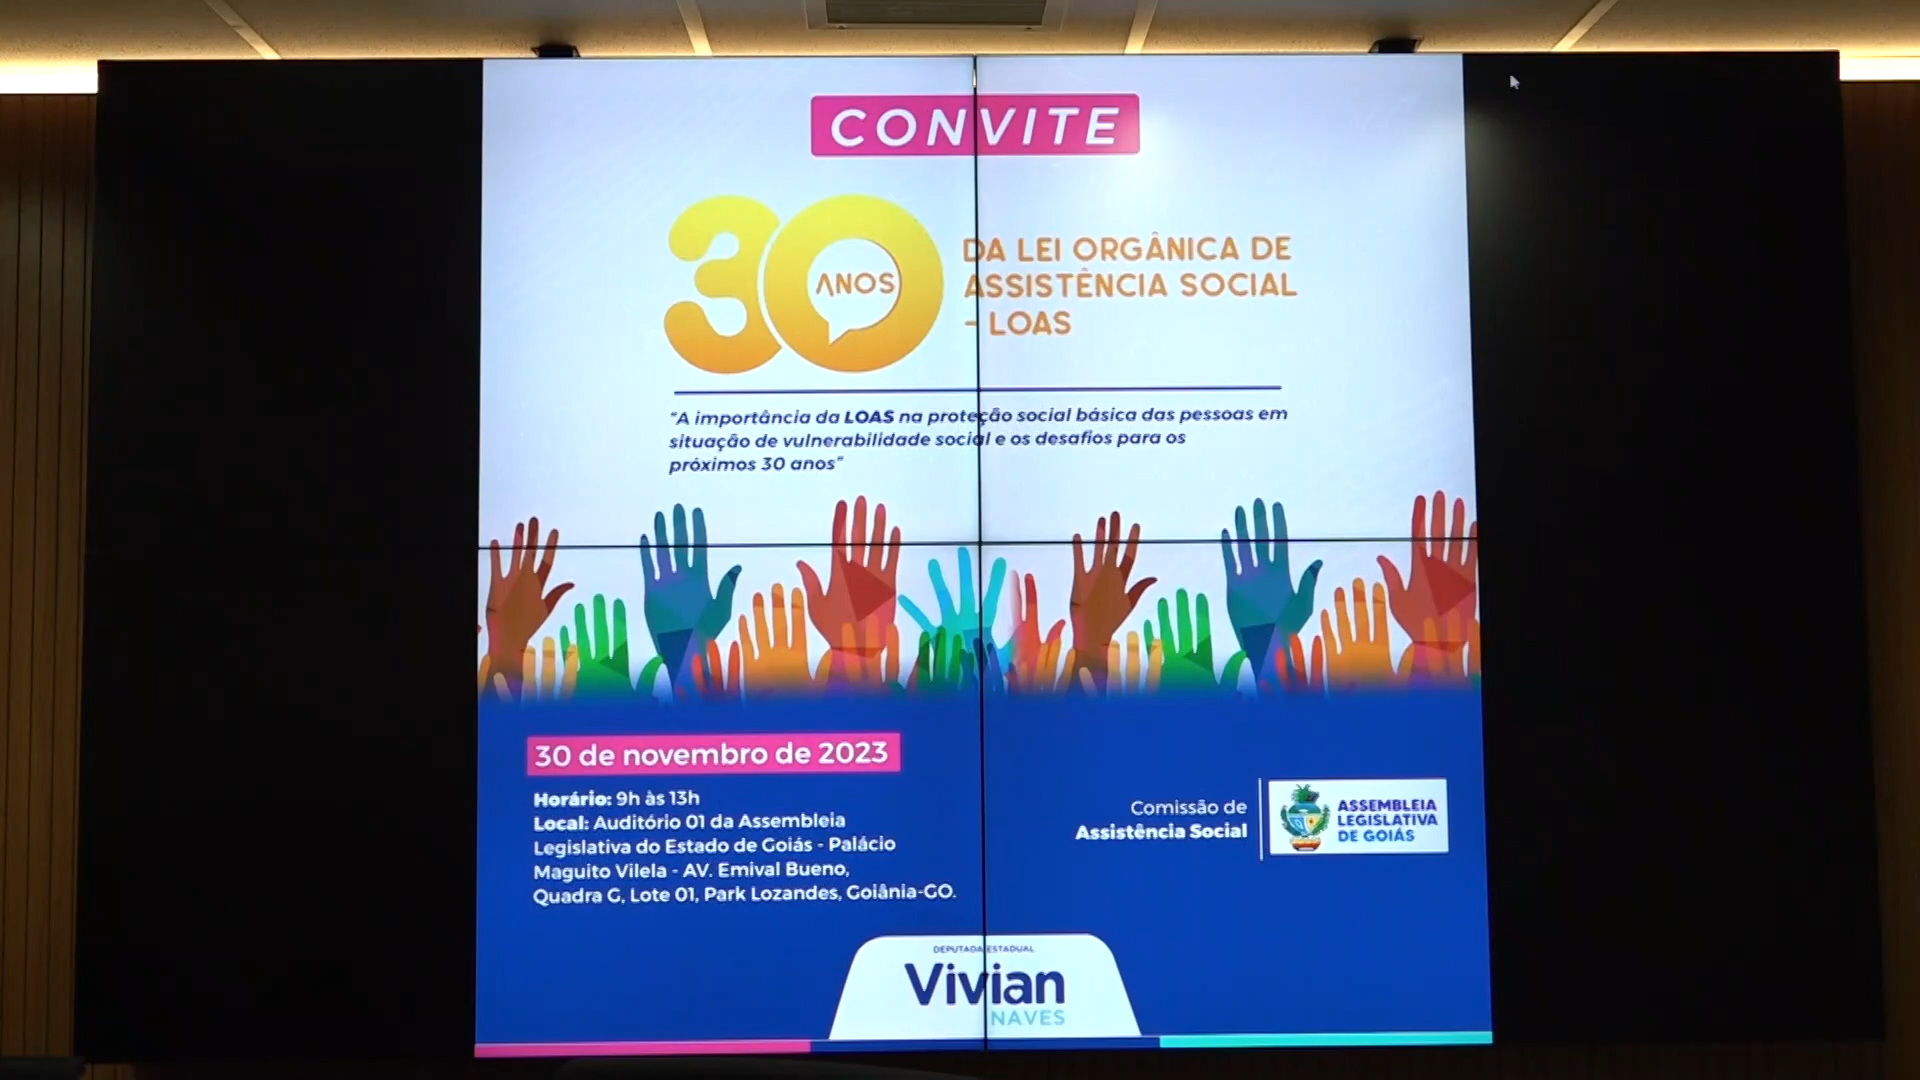 CONVITE
30 ANOS
DA LEI ORGÂNICA DE
ASSISTÊNCIA SOCIAL
- LOAS
"A importância da LOAS na proteção social básica das pessoas em
situação de vulnerabilidade social e os desafios para os
próximos 30 anos"
30 de novembro de 2023
Horário: 9h às 13h
Local: Auditório 01 da Assembleia
Legislativa do Estado de Goiás - Palácio
Maguito Vilela - AV. Emival Bueno,
Quadra G, Lote 01, Park Lozandes, Goiânia-GO.
Comissão de
Assistência Social
ASSEMBLEIA
LEGISLATIVA
DE GOIÁS
DEPUTADA ESTADUAL
Vivian
NAVES